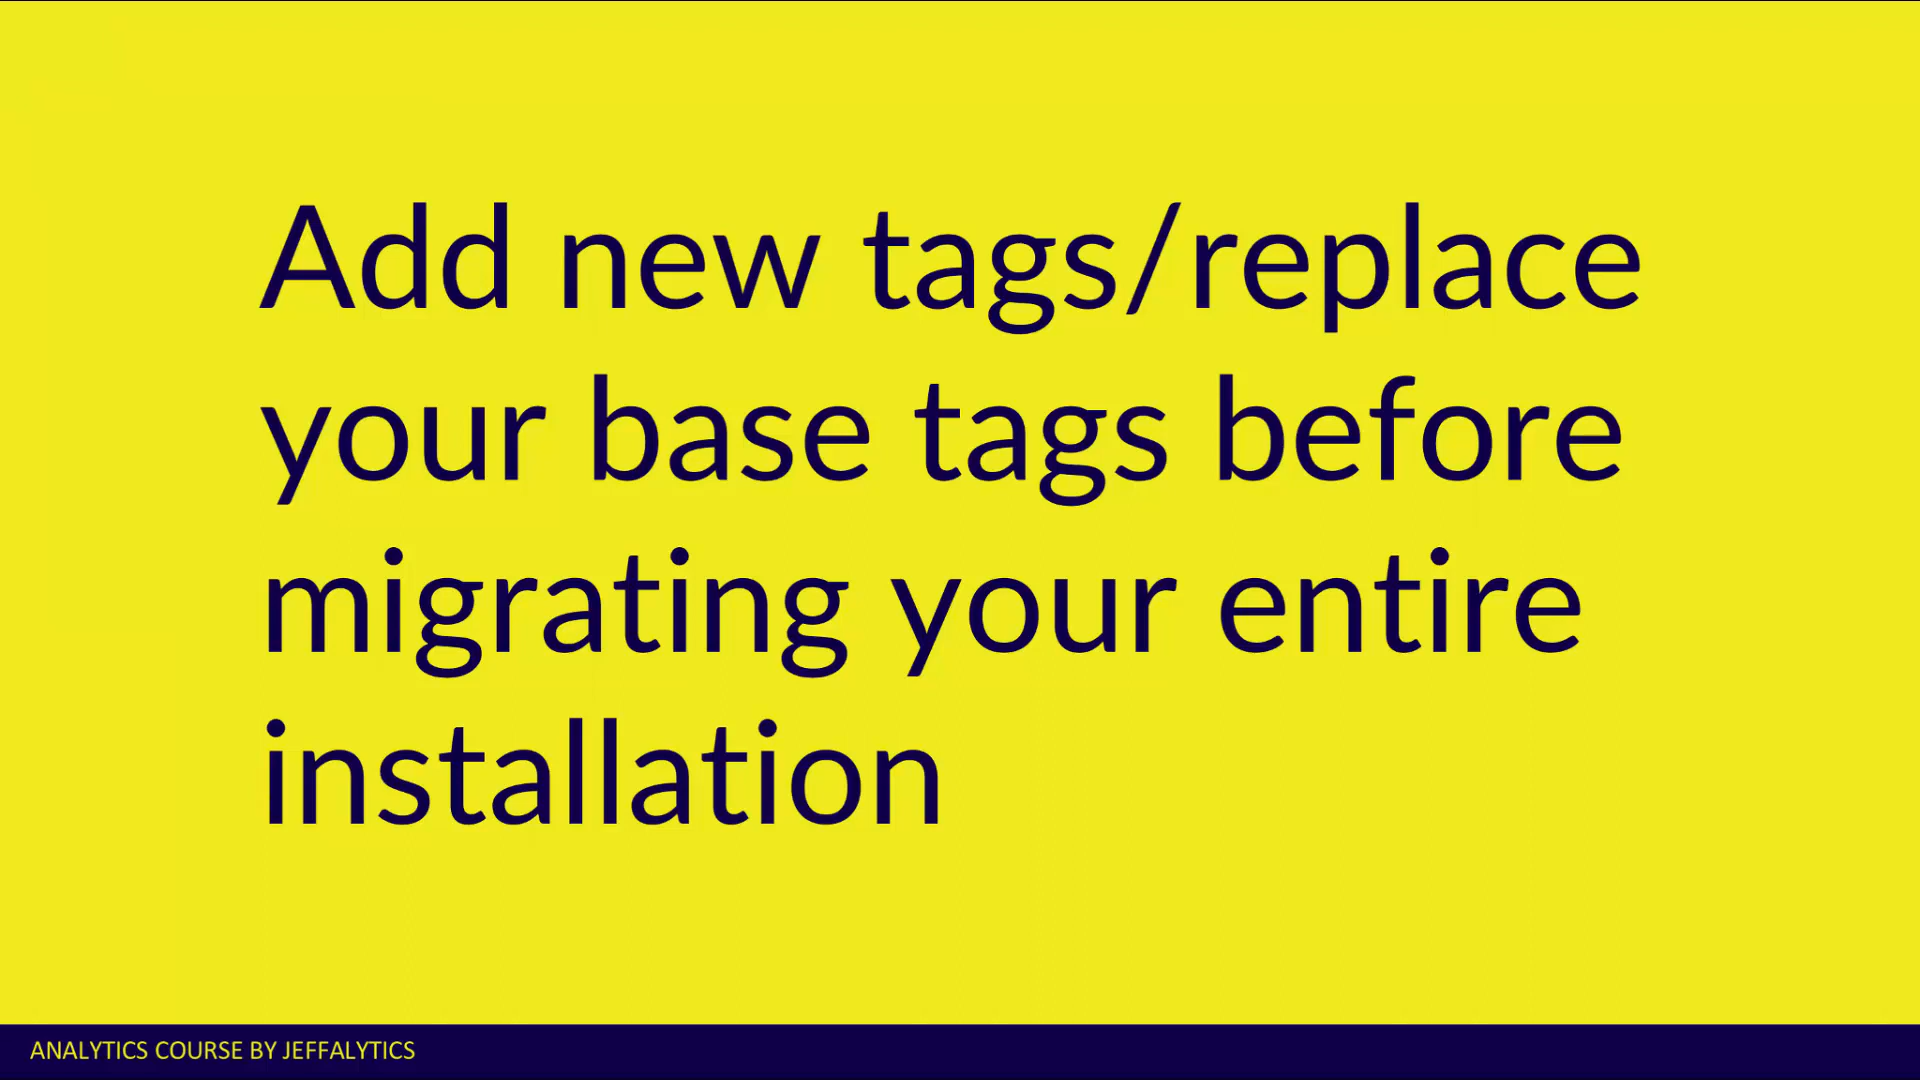 Add new tags/replace
your base tags before
migrating your entire
installation
ANALYTICS COURSE BY JEFFALYTICS